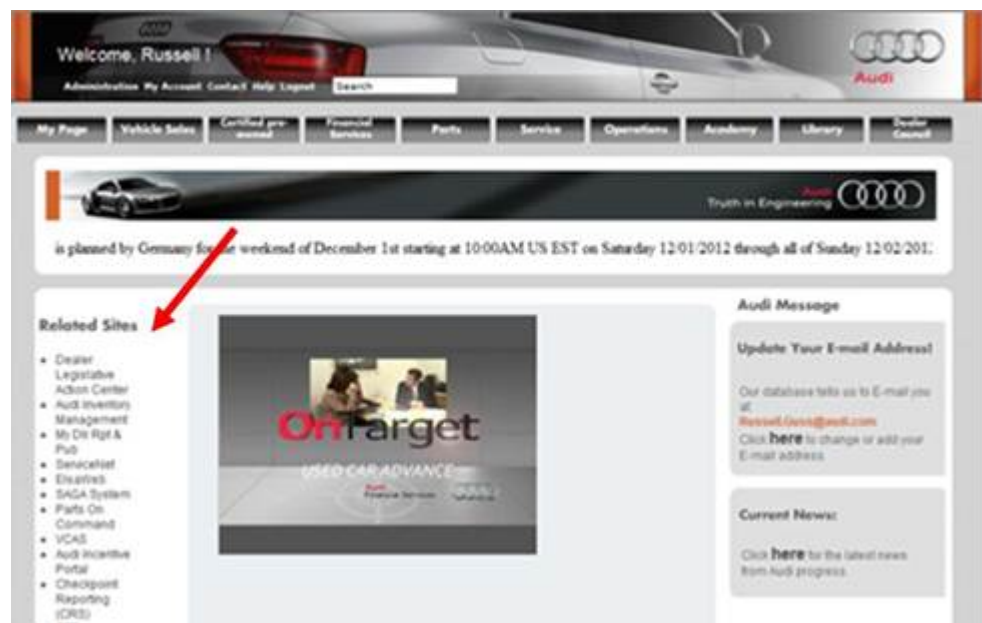 Welcome, Russell !
Audi
Administration My Account Contact Help Logout Search
My Page Vehicle Sales Certified pre-owned Financial Services Parts Service Operations Academy Library Dealer Council
Audi
Truth in Engineering
is planned by Germany for the weekend of December 1st starting at 10:00AM US EST on Saturday 12/01/2012 through all of Sunday 12/02/201
Related Sites
Dealer
Legislative
Action Center
Audi Inventory
Management
My Dlr Rpt &
Pub
ServiceNet
ElsaWeb
SAGA System
Parts On
Command
VCAS
Audi Incentive
Portal
Checkpoint
Reporting
(CRS)
OnTarget
USED CAR ADVANCE
Audi
Financial Services
Audi Message
Update Your E-mail Address!
Our database tells us to E-mail you
at
Click here to change or add your
E-mail address.
Current News:
Click here for the latest news
from Audi progress.